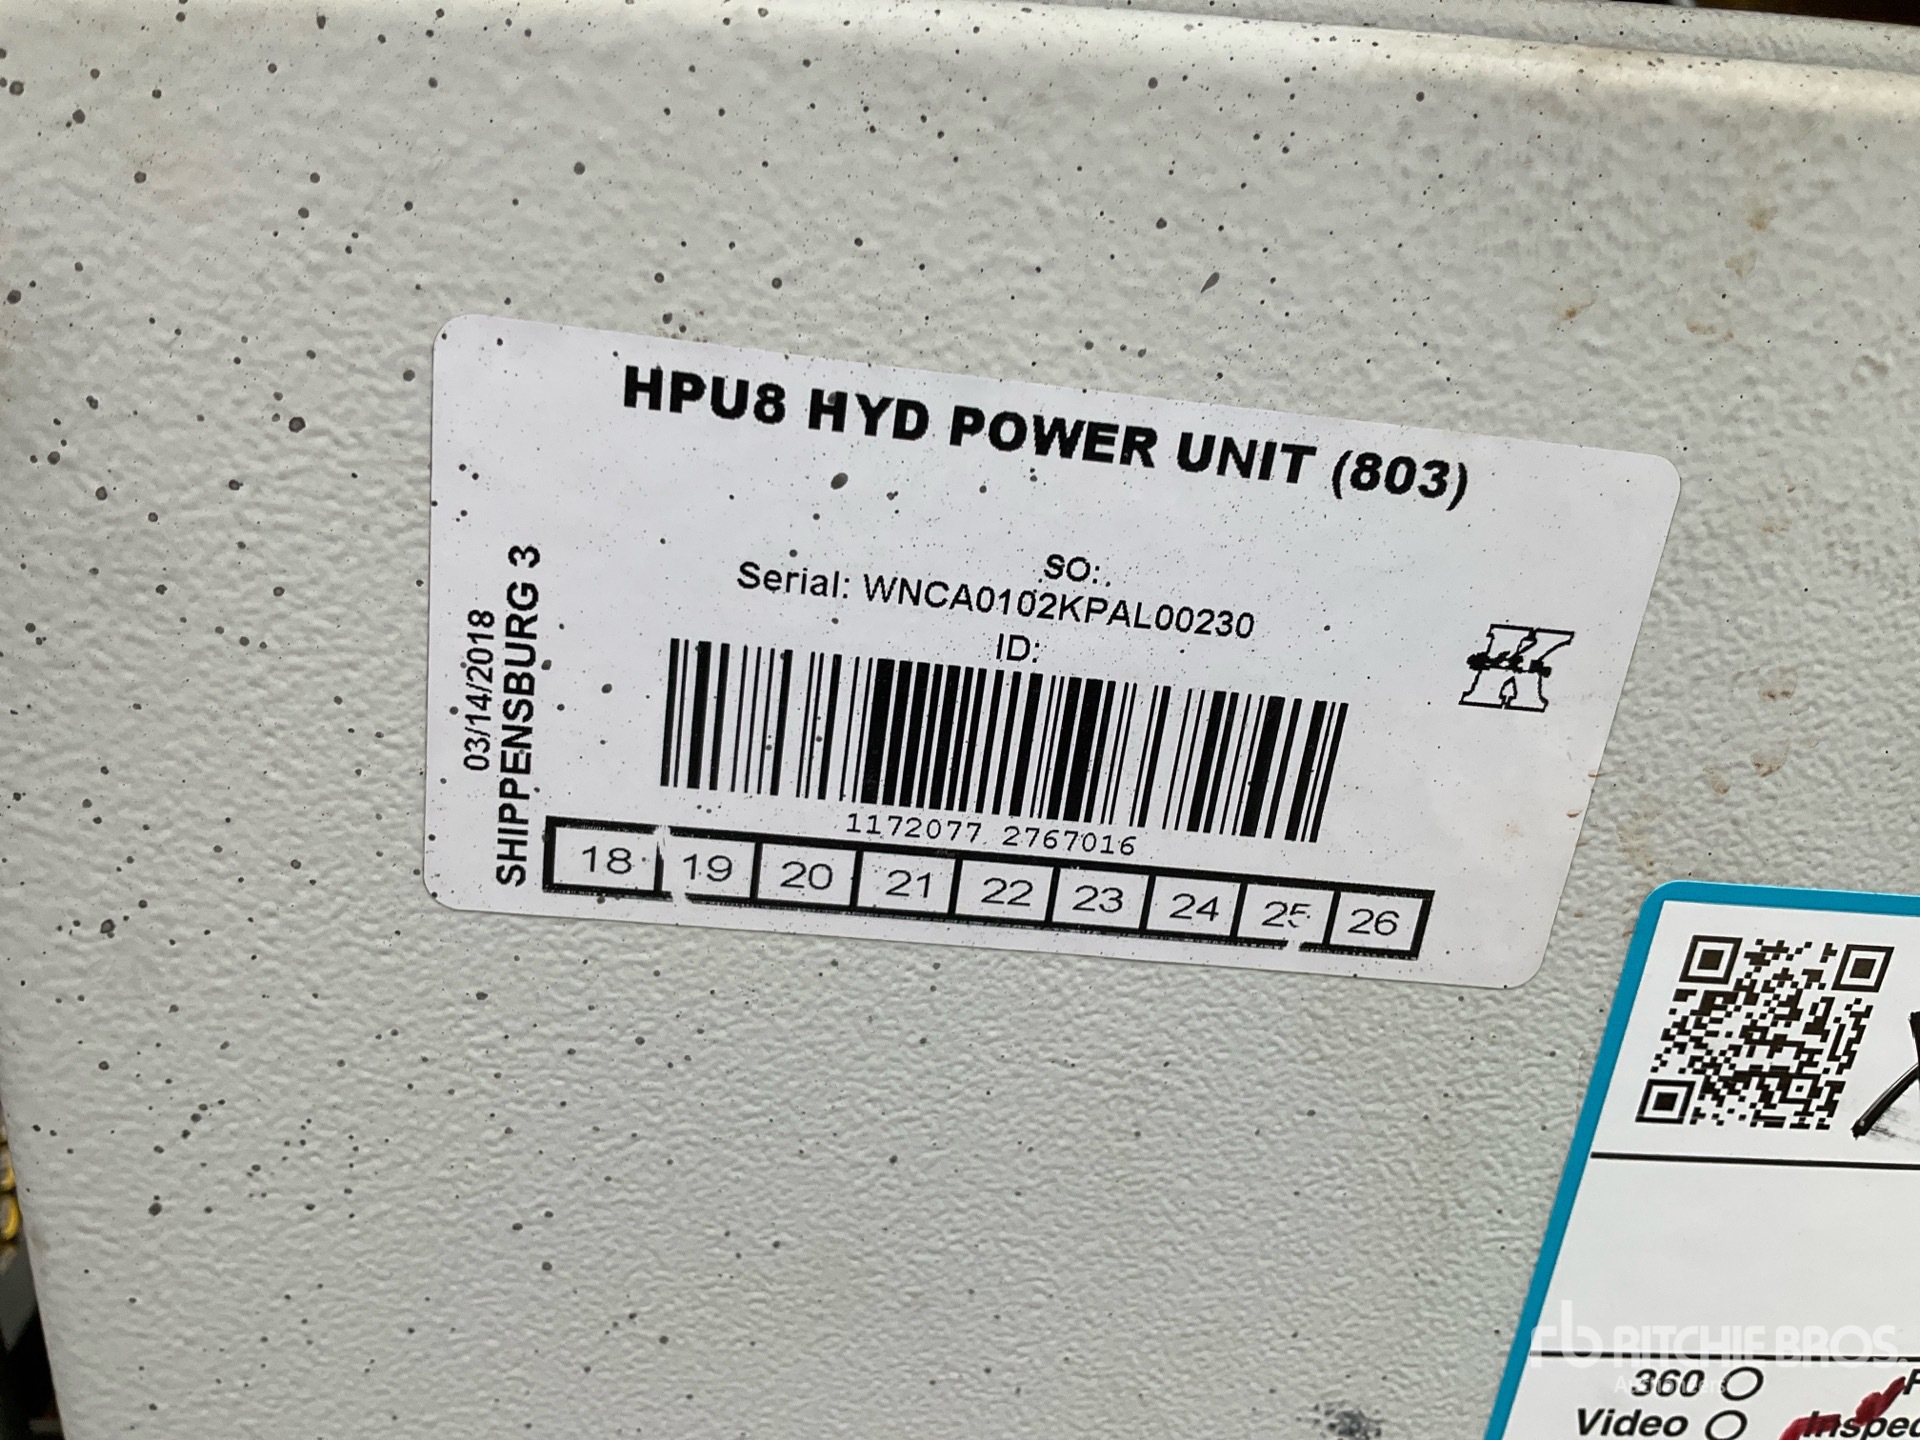 HPU8 HYD POWER UNIT (803)
SO:
Serial: WNCA0102KPAL00230
ID:
1172077 2767016
03/14/2018
SHIPPENSBURG 3
18 19 20 21 22 23 24 25 26
rb RITCHIE BROS.
360
Video